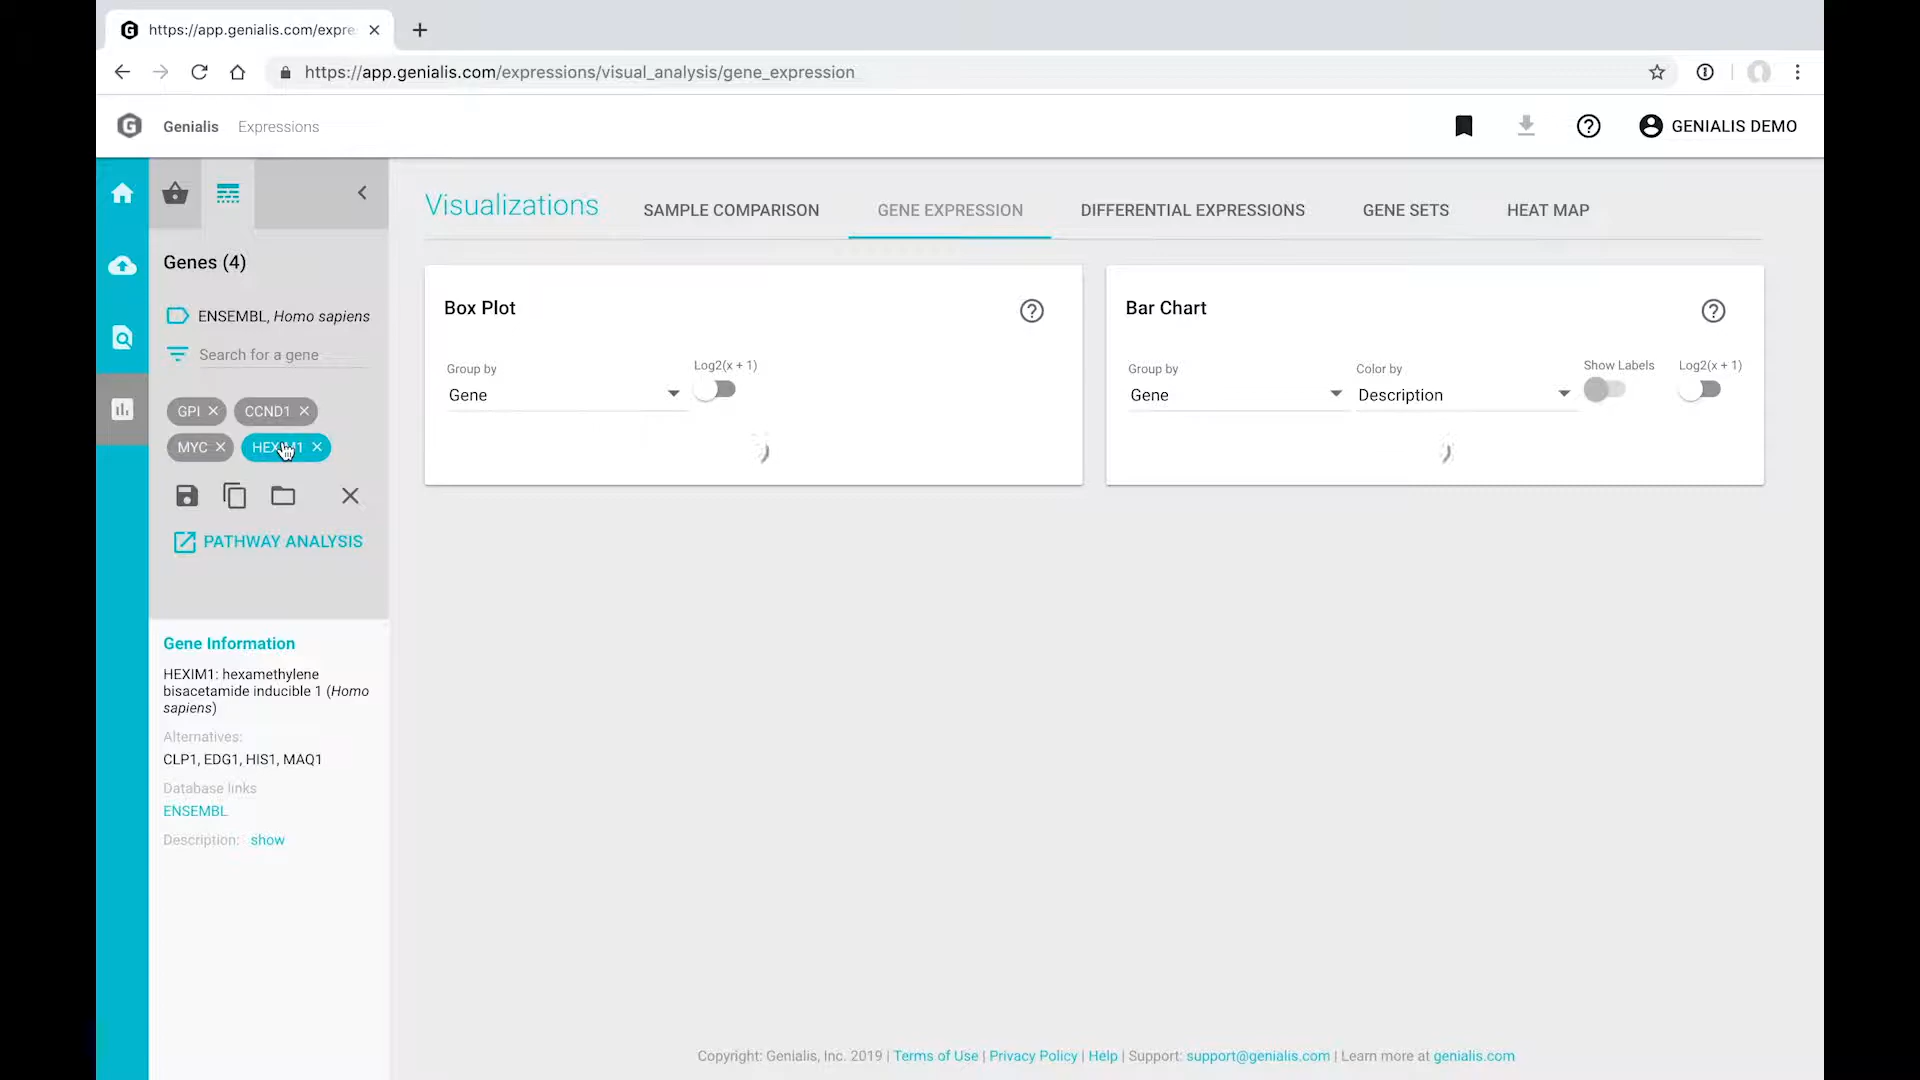 https://app.genialis.com/expre
https://app.genialis.com/expressions/visual_analysis/gene_expression
Genialis Expressions
GENIALIS DEMO
Genes (4)
ENSEMBL, Homo sapiens
Search for a gene
GPI
CCND1
MYC
HEXIM1
PATHWAY ANALYSIS
Gene Information
HEXIM1: hexamethylene
bisacetamide inducible 1 (Homo
sapiens)
Alternatives:
CLP1, EDG1, HIS1, MAQ1
Database links
ENSEMBL
Description: show
Visualizations
SAMPLE COMPARISON
GENE EXPRESSION
DIFFERENTIAL EXPRESSIONS
GENE SETS
HEAT MAP
Box Plot
Group by
Gene
Log2(x + 1)
Bar Chart
Group by
Gene
Color by
Description
Show Labels
Log2(x + 1)
Copyright: Genialis, Inc. 2019 | Terms of Use | Privacy Policy | Help | Support: support@genialis.com | Learn more at genialis.com